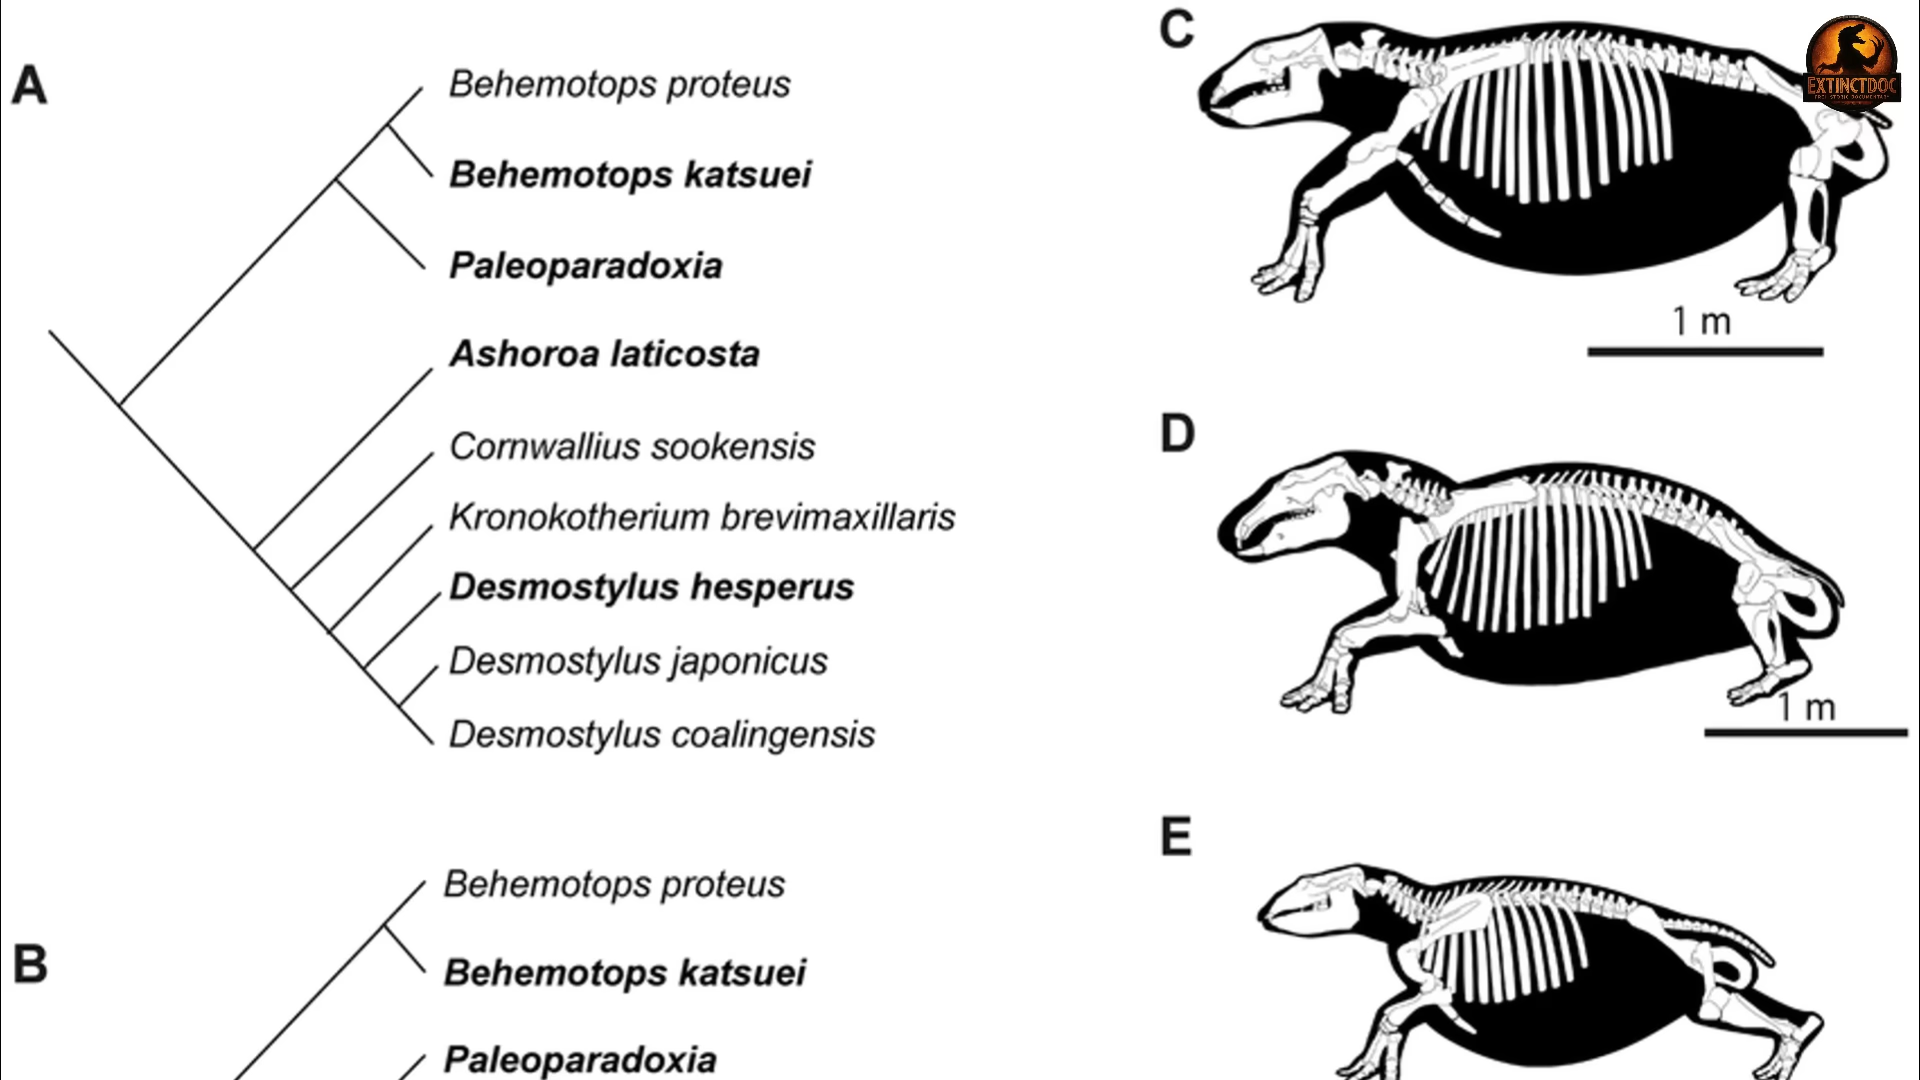 A
Behemotops proteus
Behemotops katsuei
Paleoparadoxia
Ashoroa laticosta
Cornwallius sookensis
Kronokotherium brevimaxillaris
Desmostylus hesperus
Desmostylus japonicus
Desmostylus coalingensis
B
Behemotops proteus
Behemotops katsuei
Paleoparadoxia
C
EXTINCTDOC
1 m
D
1 m
E